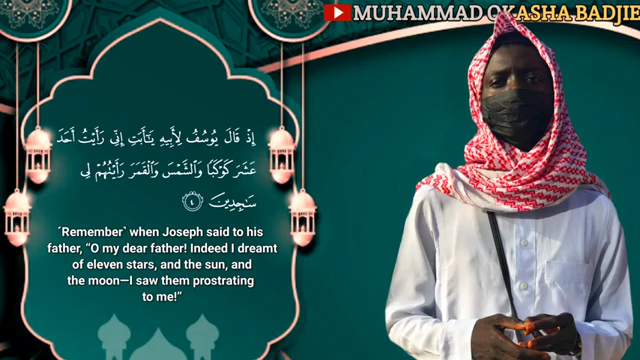 MUHAMMAD OKASHA BADJIE
إِذۡ قَالَ يُوسُفُ لِأَبِيهِ يَـٰٓأَبَتِ إِنِّي رَأَيۡتُ أَحَدَ
عَشَرَ كَوۡكَبٗا وَٱلشَّمۡسَ وَٱلۡقَمَرَ رَأَيۡتُهُمۡ لِي
سَٰجِدِينَ ٤
˹Remember˺ when Joseph said to his
father, “O my dear father! Indeed I dreamt
of eleven stars, and the sun, and
the moon—I saw them prostrating
to me!”